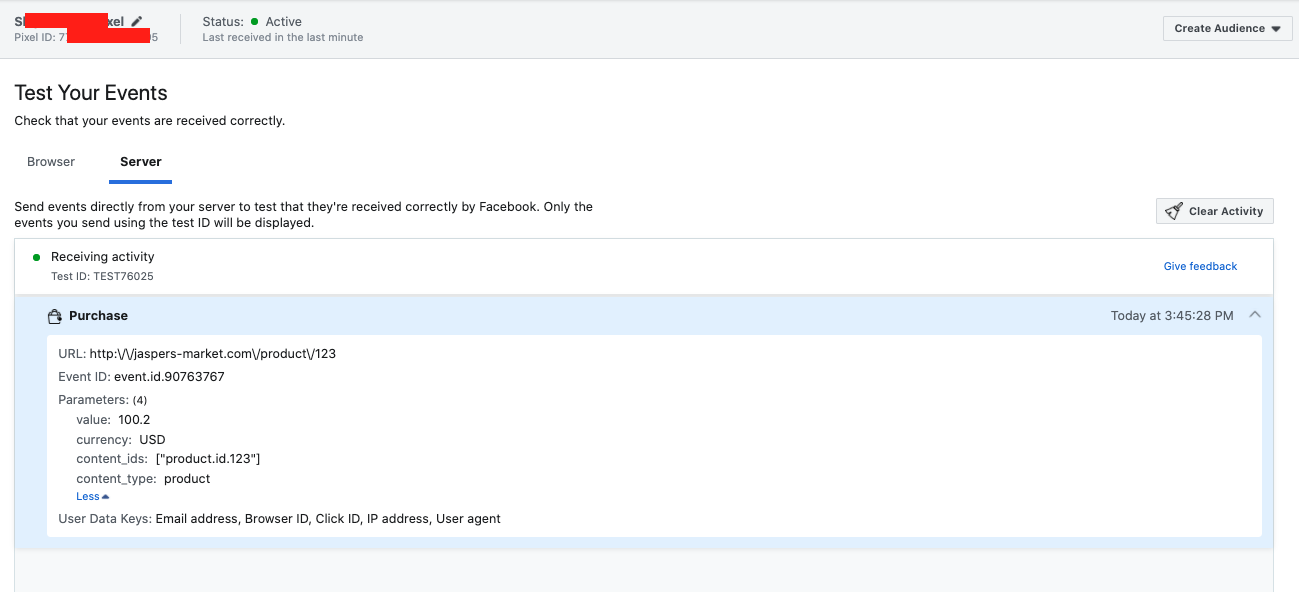 xel
Pixel ID: 7
5
Status: Active
Last received in the last minute
Create Audience
Test Your Events
Check that your events are received correctly.
Browser
Server
Send events directly from your server to test that they're received correctly by Facebook. Only the
events you send using the test ID will be displayed.
Clear Activity
Receiving activity
Test ID: TEST76025
Give feedback
Purchase
Today at 3:45:28 PM
URL: http:\/\/jaspers-market.com\/product\/123
Event ID: event.id.90763767
Parameters: (4)
value: 100.2
currency: USD
content_ids: ["product.id.123"]
content_type: product
Less
User Data Keys: Email address, Browser ID, Click ID, IP address, User agent